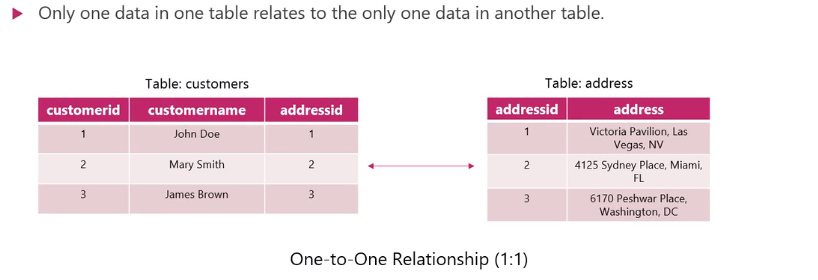 Only one data in one table relates to the only one data in another table.
Table: customers
customerid customername addressid
1 John Doe 1
2 Mary Smith 2
3 James Brown 3
Table: address
addressid address
1 Victoria Pavilion, Las
Vegas, NV
2 4125 Sydney Place, Miami,
FL
3 6170 Peshwar Place,
Washington, DC
One-to-One Relationship (1:1)